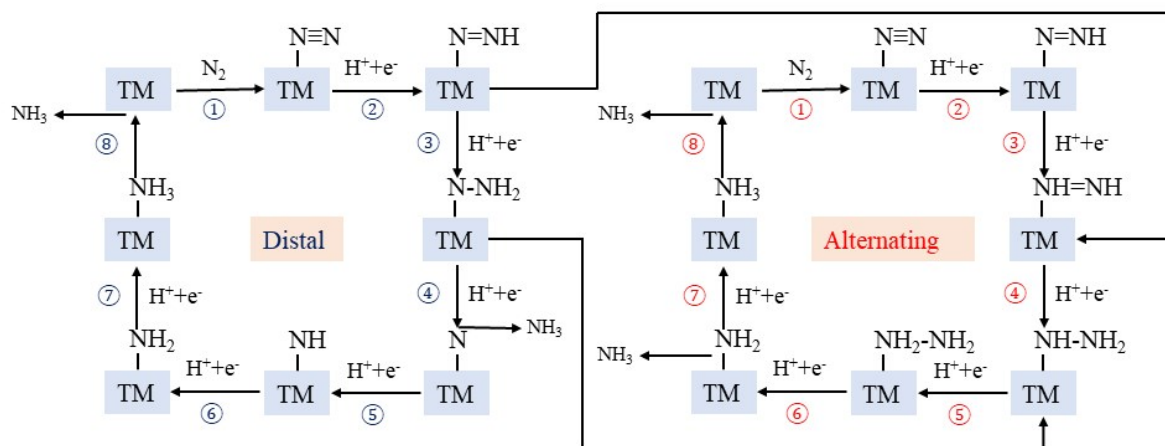 N≡N
N=NH
N≡N
N=NH
TM
N₂
①
TM
H⁺+e⁻
②
TM
TM
N₂
①
TM
H⁺+e⁻
②
TM
NH₃
⑧
③
H⁺+e⁻
NH₃
⑧
③
H⁺+e⁻
NH₃
N-NH₂
NH₃
NH=NH
TM
Distal
TM
TM
Alternating
TM
⑦
H⁺+e⁻
④
H⁺+e⁻
⑦
H⁺+e⁻
④
H⁺+e⁻
NH₂
NH
N
NH₃
NH₃
NH₂
NH₂-NH₂
NH-NH₂
TM
H⁺+e⁻
⑥
TM
H⁺+e⁻
⑤
TM
TM
H⁺+e⁻
⑥
TM
H⁺+e⁻
⑤
TM